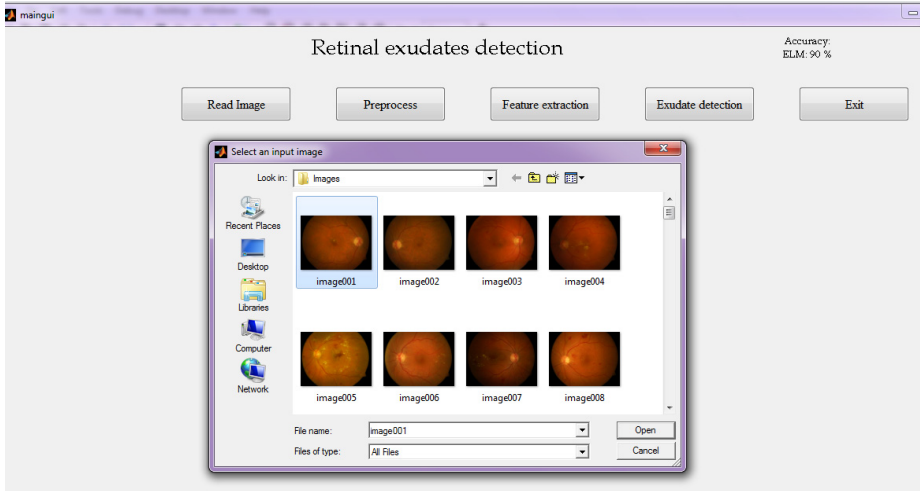 maingui
Retinal exudates detection
Accuracy:
ELM: 90 %
Read Image
Preprocess
Feature extraction
Exudate detection
Exit
Select an input image
Look in:
Images
Recent Places
Desktop
Libraries
Computer
Network
image001
image002
image003
image004
image005
image006
image007
image008
File name:
image001
Open
Files of type:
All Files
Cancel